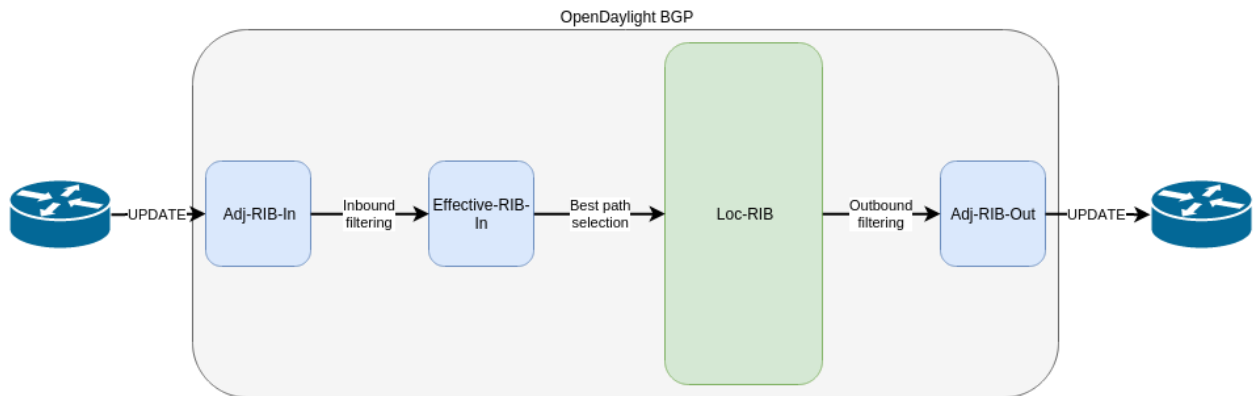 OpenDaylight BGP
UPDATE
Adj-RIB-In
Inbound
filtering
Effective-RIB-
In
Best path
selection
Loc-RIB
Outbound
filtering
Adj-RIB-Out
UPDATE